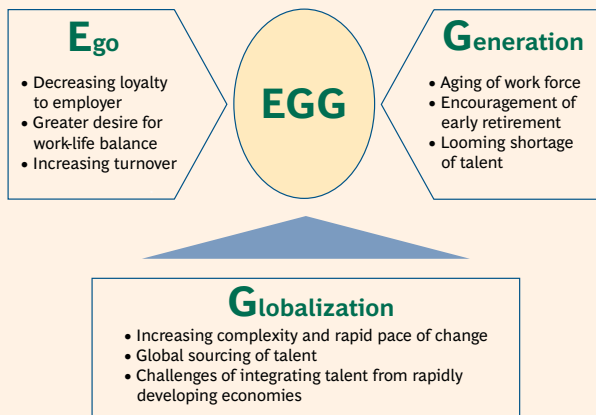 Ego
• Decreasing loyalty
to employer
• Greater desire for
work-life balance
• Increasing turnover
EGG
Generation
• Aging of work force
• Encouragement of
early retirement
• Looming shortage
of talent
Globalization
• Increasing complexity and rapid pace of change
• Global sourcing of talent
• Challenges of integrating talent from rapidly
developing economies